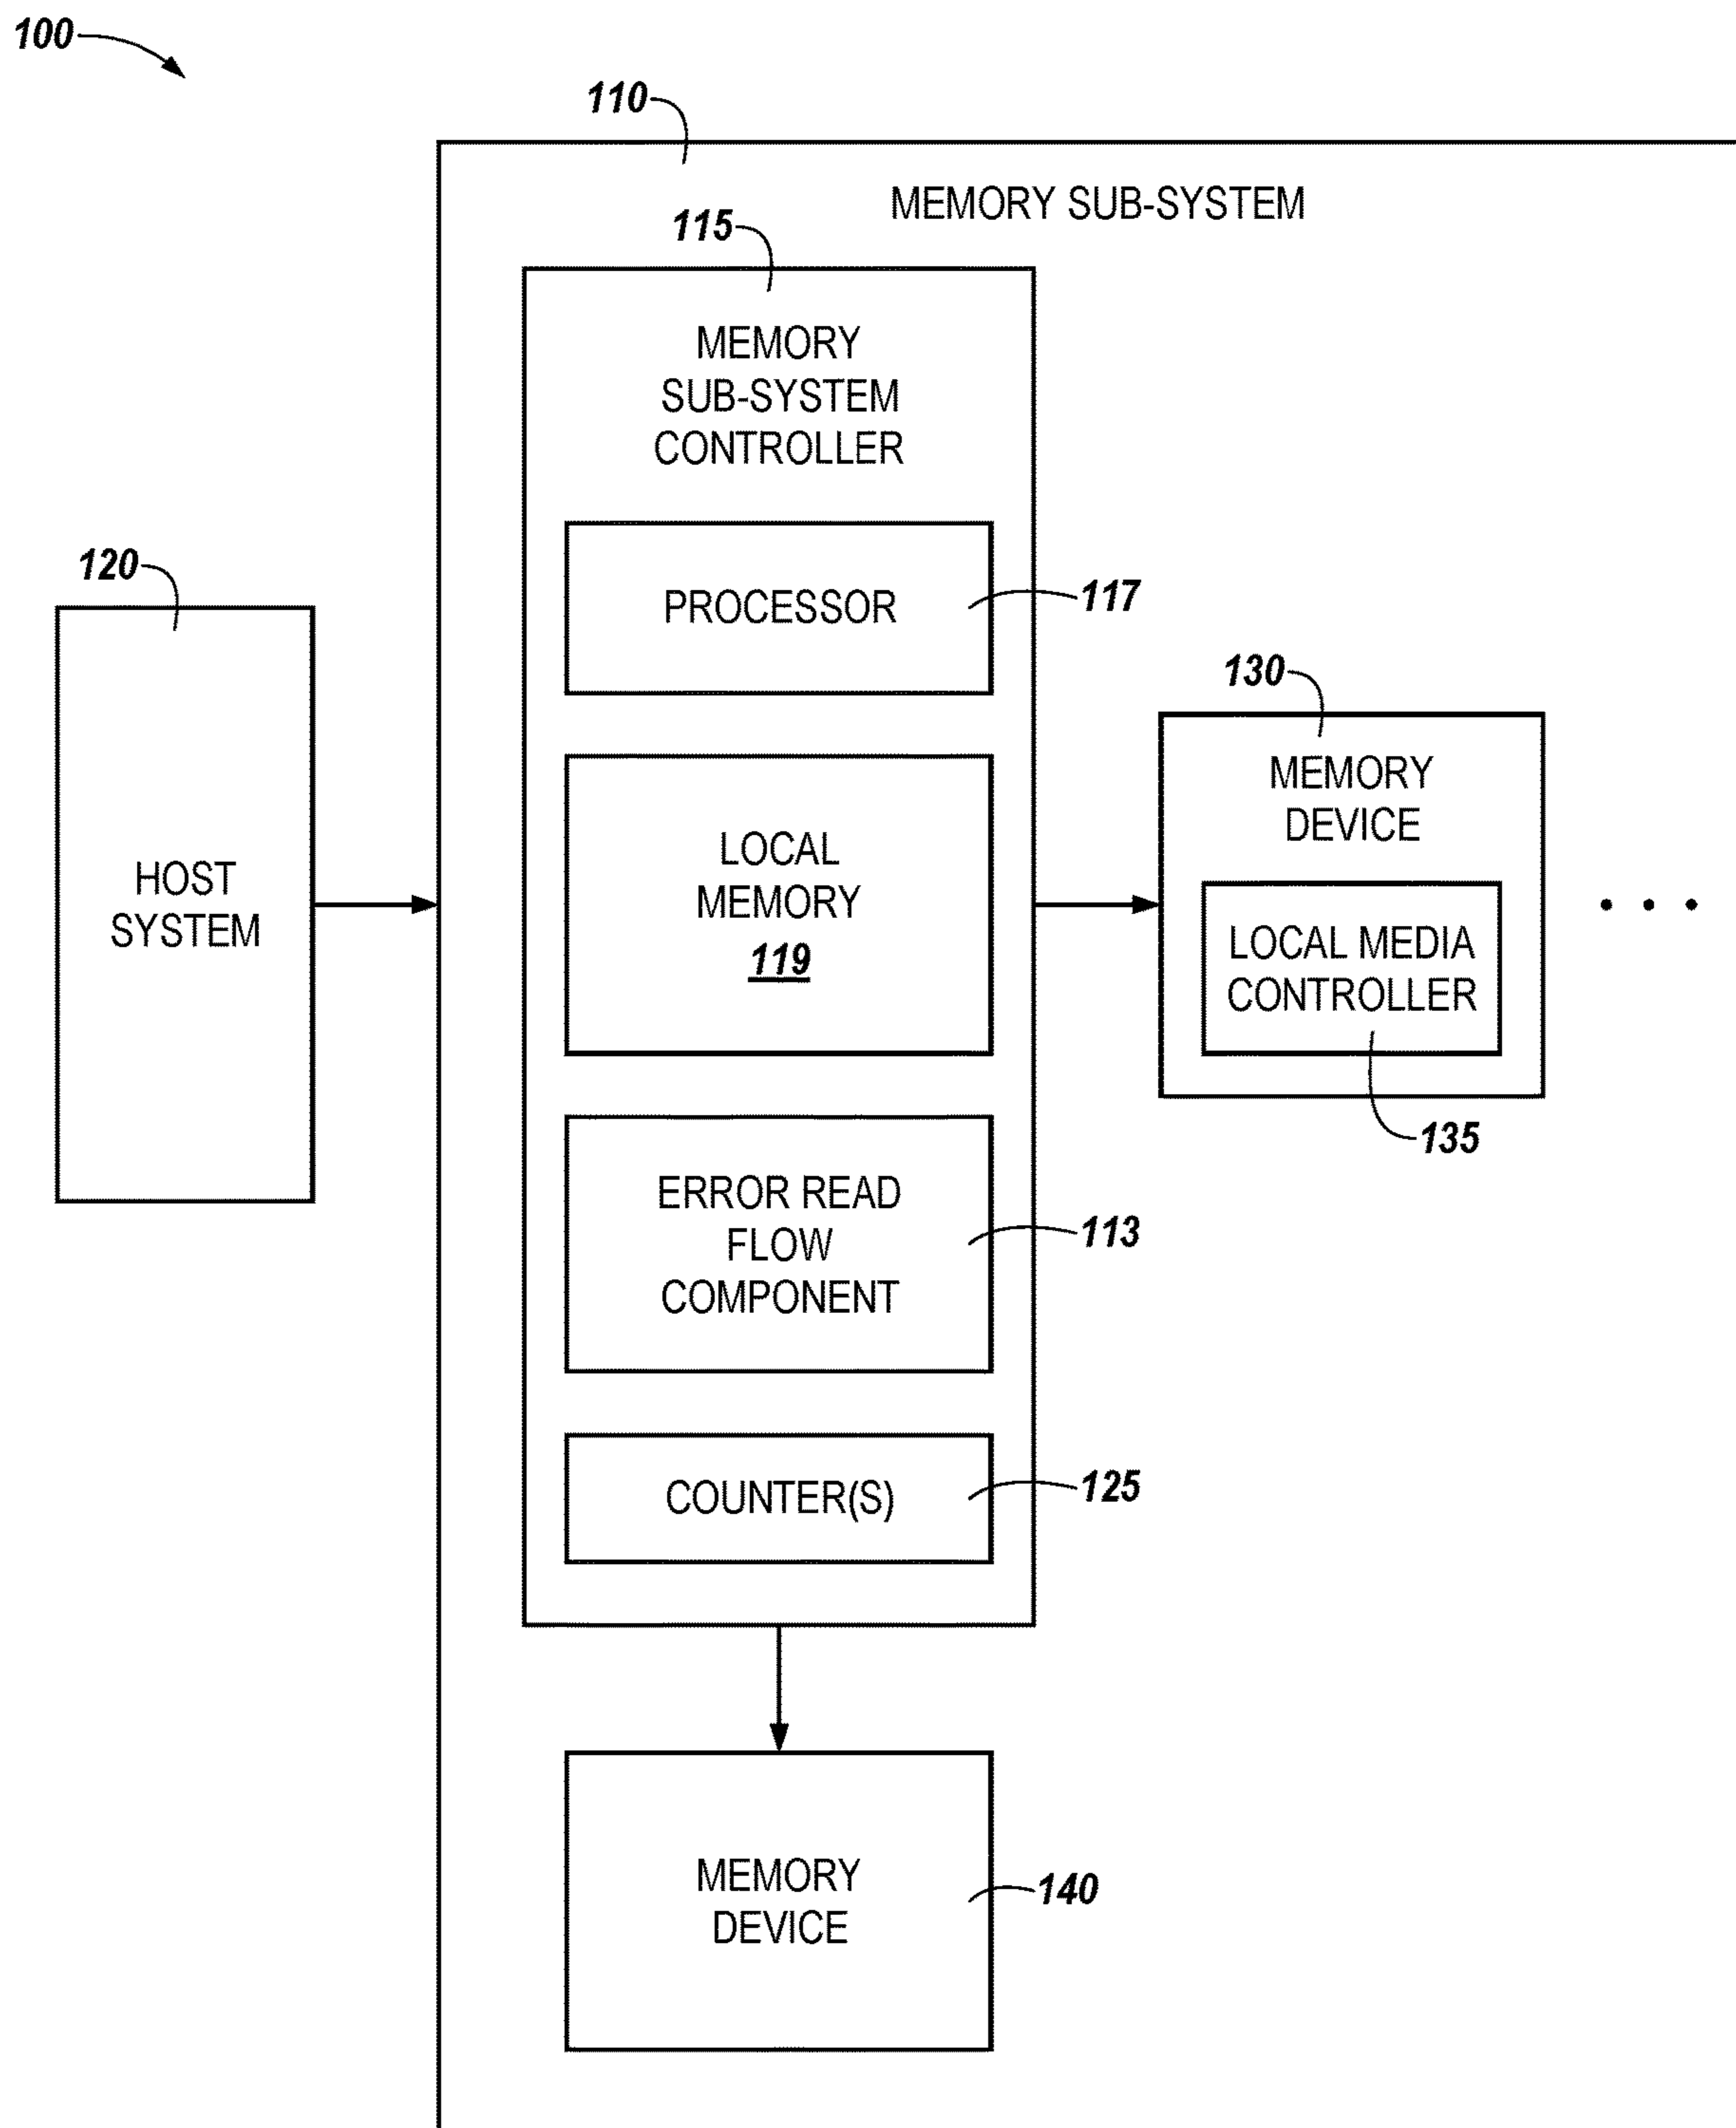 100
110
MEMORY SUB-SYSTEM
115
MEMORY
SUB-SYSTEM
CONTROLLER
120
PROCESSOR
117
130
MEMORY
DEVICE
HOST
SYSTEM
LOCAL
MEMORY
119
LOCAL MEDIA
CONTROLLER
135
ERROR READ
FLOW
COMPONENT
113
COUNTER(S)
125
MEMORY
DEVICE
140